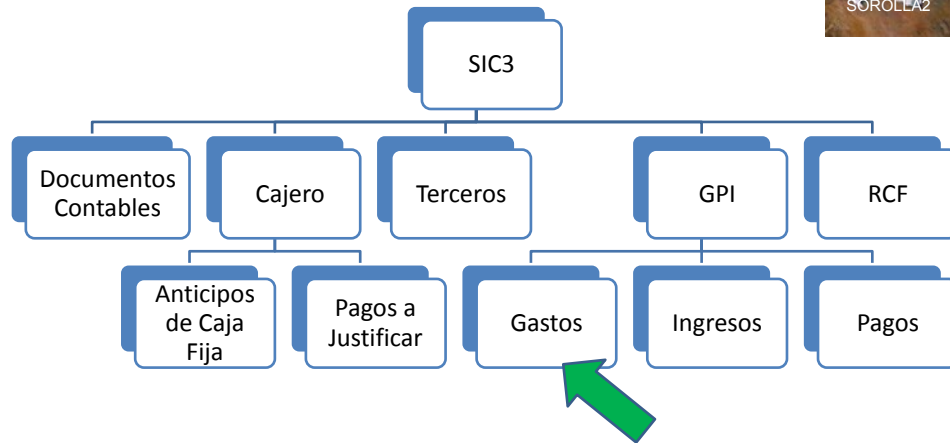 SOROLLA2
SIC3
Documentos
Contables
Cajero
Terceros
GPI
RCF
Anticipos
de Caja
Fija
Pagos a
Justificar
Gastos
Ingresos
Pagos